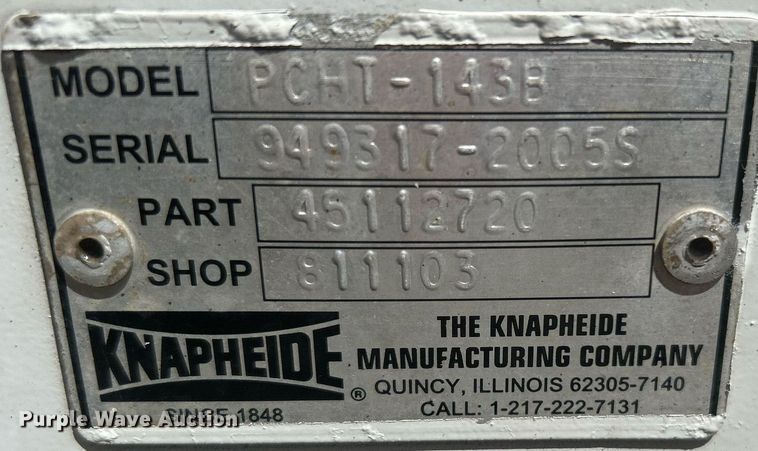 MODEL PCHT-143B
SERIAL 949317-2005S
PART 45112720
SHOP 811103
KNAPHEIDE ®
SINCE 1848
THE KNAPHEIDE
MANUFACTURING COMPANY
QUINCY, ILLINOIS 62305-7140
CALL: 1-217-222-7131
Purple Wave Auction